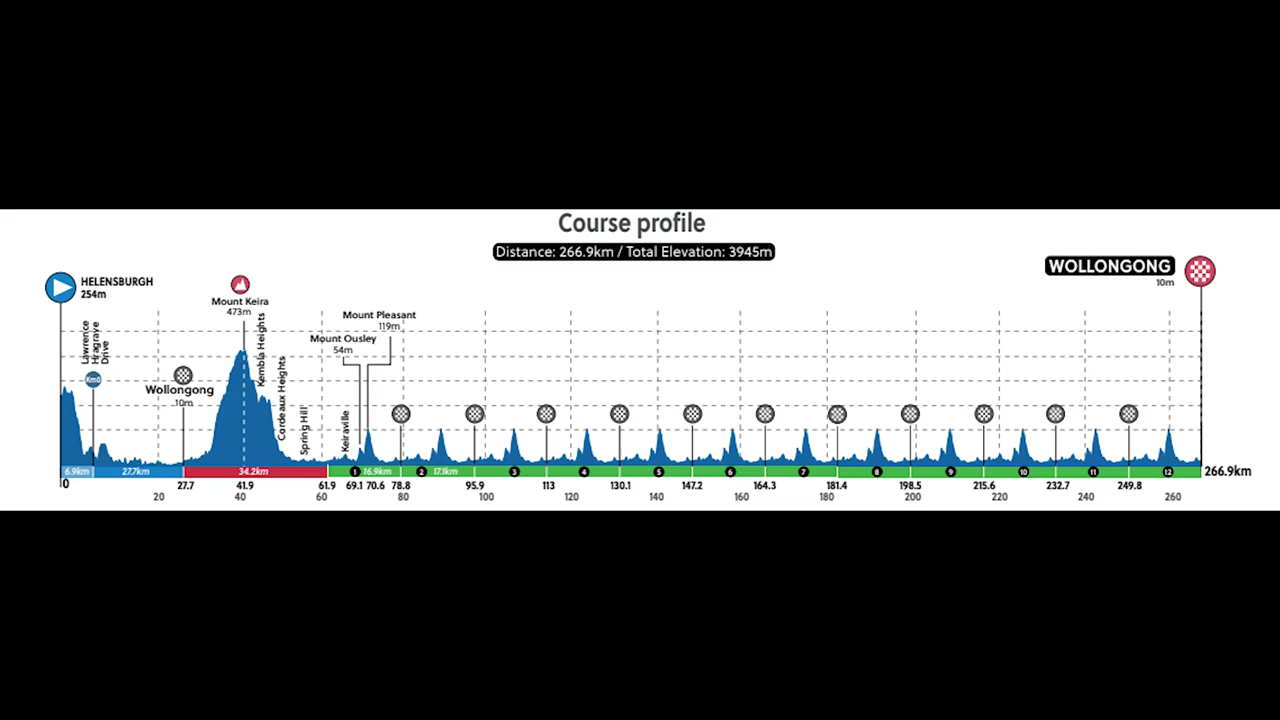 Course profile
Distance: 266.9km / Total Elevation: 3945m
WOLLONGONG
10m
HELENSBURGH
254m
Mount Keira
473m
Mount Pleasant
119m
Mount Ousley
54m
Lawrence
Hragrave
Drive
Km0
Wollongong
10m
Kembla Heights
Cordeaux Heights
Spring Hill
Keiraville
6.9km 27.7km 34.2km 1 16.9km 2 17.1km 3 4 5 6 7 8 9 10 11 12 266.9km
0 27.7 41.9 61.9 69.1 70.6 78.8 95.9 113 130.1 147.2 164.3 181.4 198.5 215.6 232.7 249.8
20 40 60 80 100 120 140 160 180 200 220 240 260